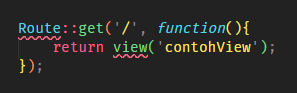 Route::get('/', function(){
    return view('contohView');
});